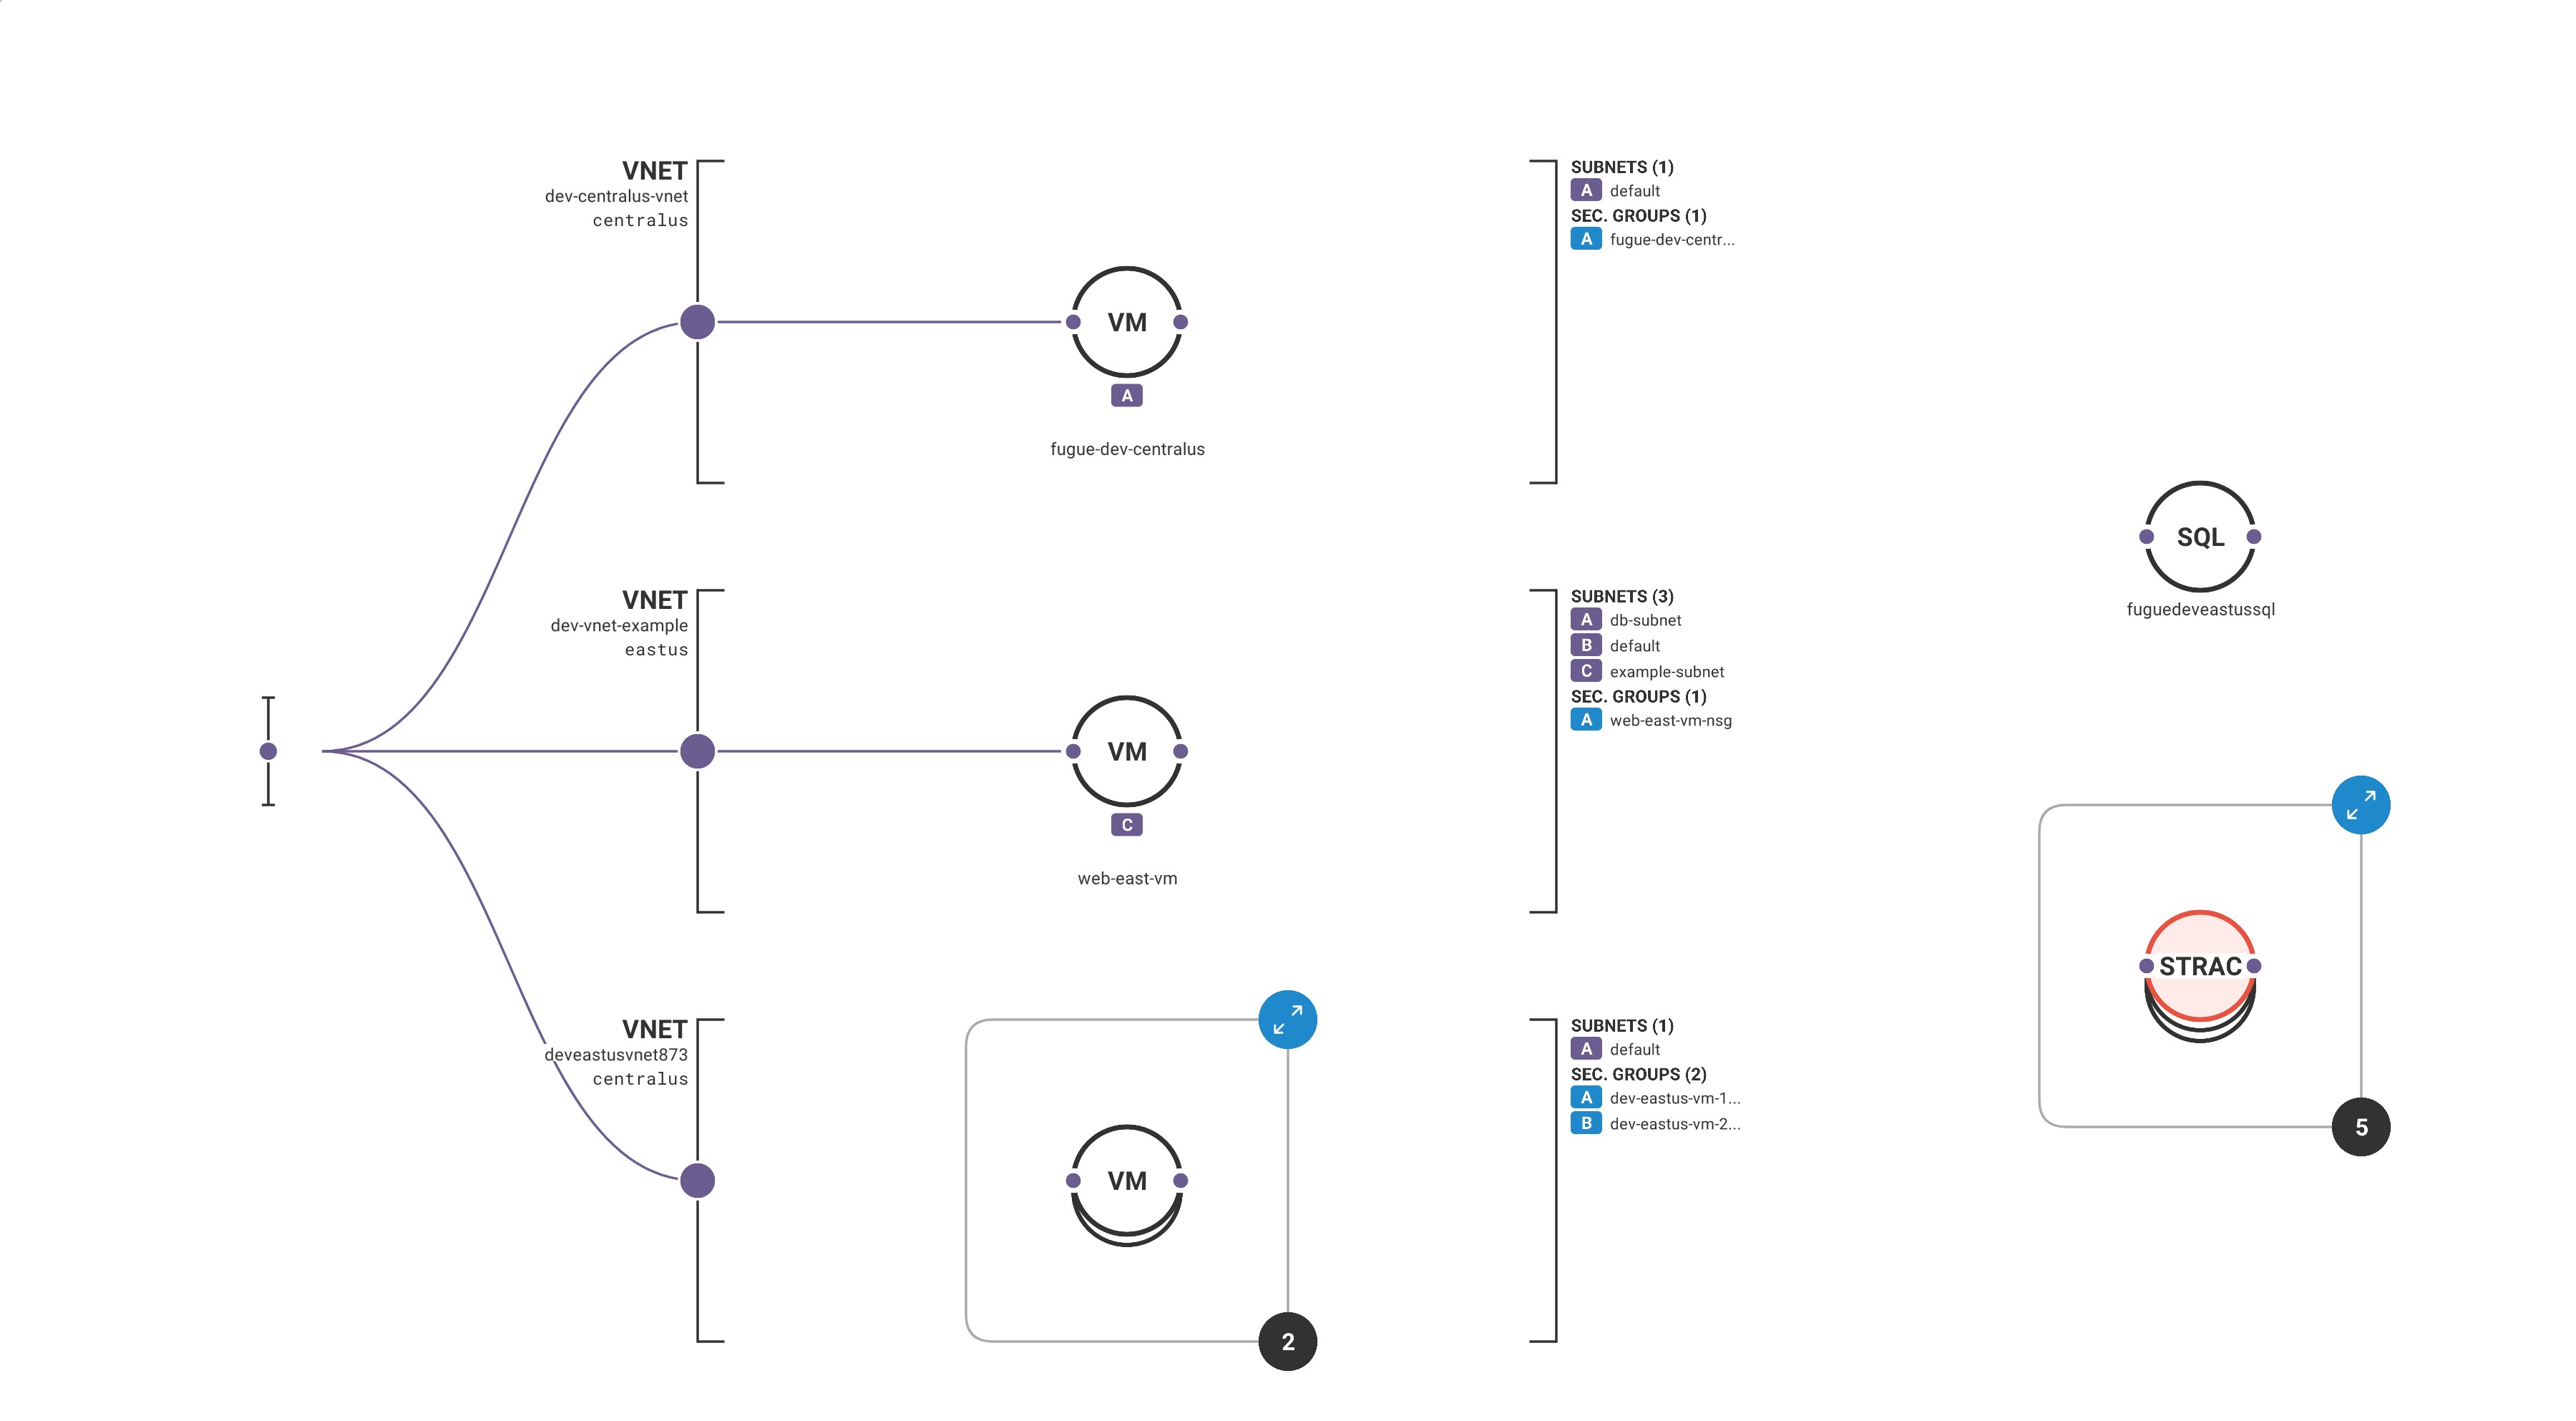 VNET
dev-centralus-vnet
centralus
VM
A
fugue-dev-centralus
SUBNETS (1)
A default
SEC. GROUPS (1)
A fugue-dev-centr...
VNET
dev-vnet-example
eastus
VM
C
web-east-vm
SUBNETS (3)
A db-subnet
B default
C example-subnet
SEC. GROUPS (1)
A web-east-vm-nsg
VNET
deveastusvnet873
centralus
VM
2
SUBNETS (1)
A default
SEC. GROUPS (2)
A dev-eastus-vm-1...
B dev-eastus-vm-2...
SQL
fuguedeveastussql
STRAC
5